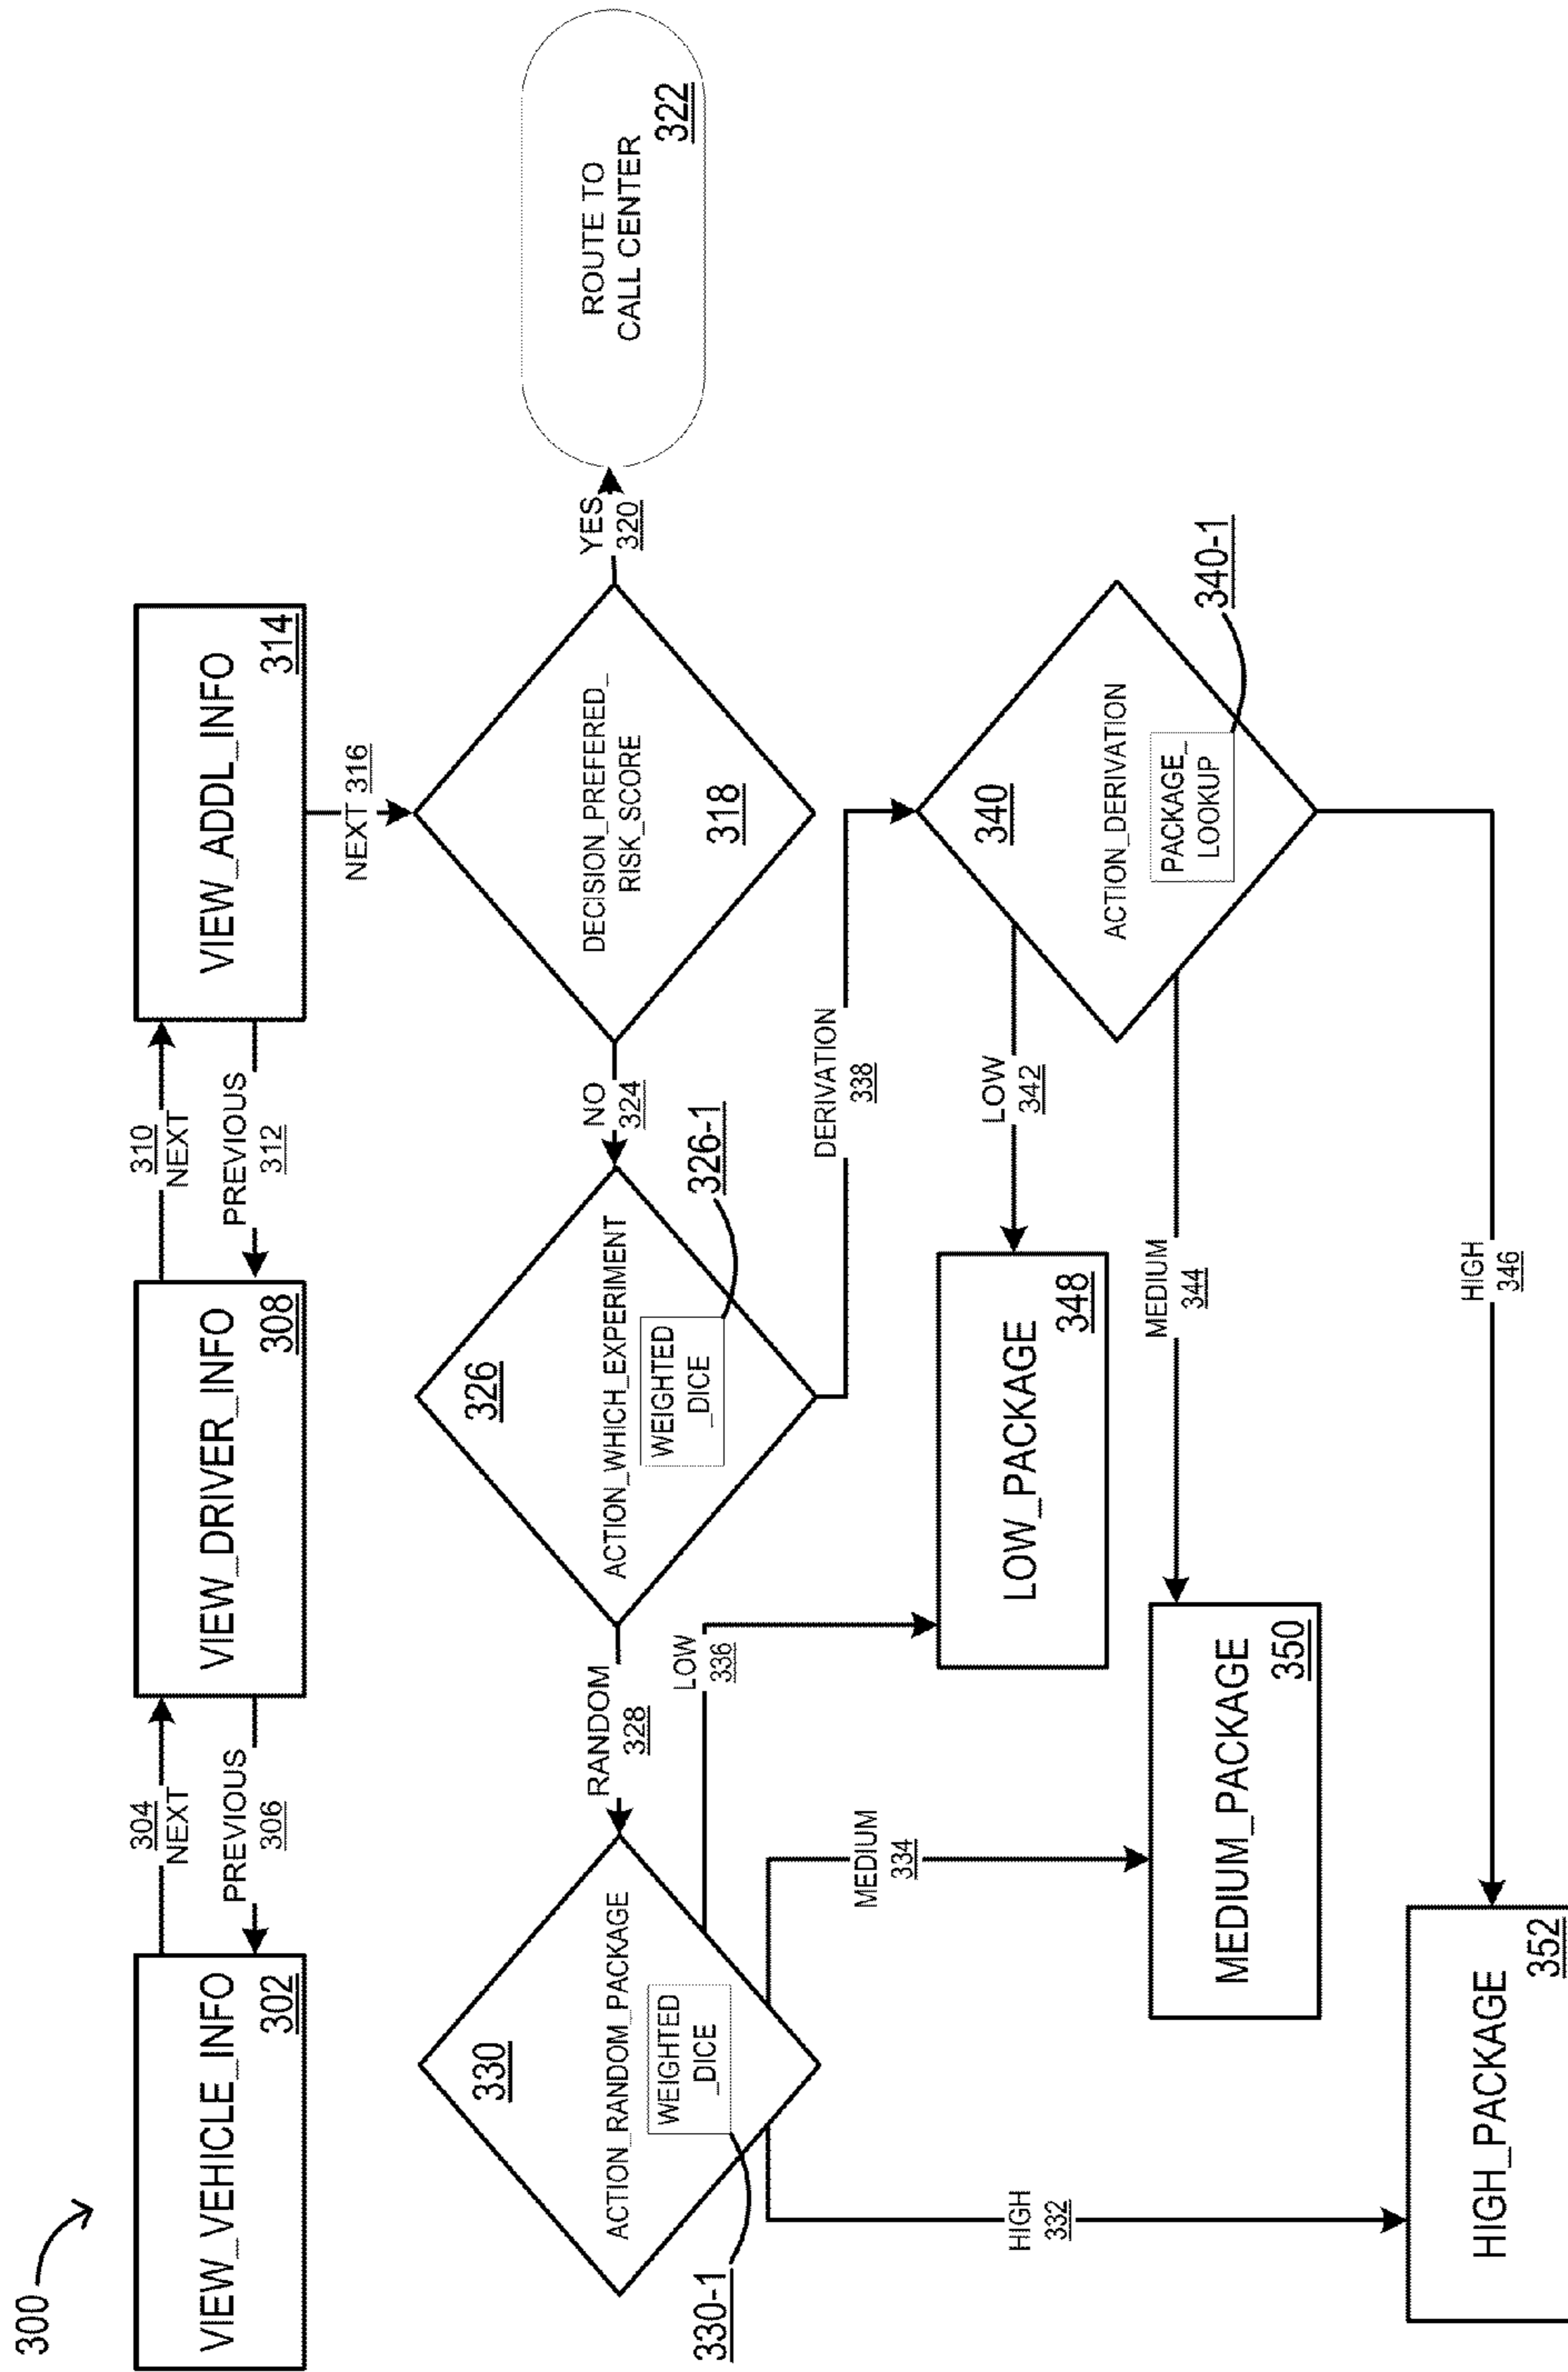 300
VIEW_VEHICLE_INFO
302
304
NEXT
PREVIOUS
306
VIEW_DRIVER_INFO
308
310
NEXT
PREVIOUS
312
VIEW_ADDL_INFO
314
NEXT 316
DECISION_PREFERRED_
RISK_SCORE
318
YES
320
ROUTE TO
CALL CENTER
322
NO
324
326
ACTION_WHICH_EXPERIMENT
WEIGHTED
_DICE
326-1
RANDOM
328
330
ACTION_RANDOM_PACKAGE
WEIGHTED
_DICE
330-1
HIGH
332
MEDIUM
334
LOW
336
DERIVATION
338
340
ACTION_DERIVATION
PACKAGE_
LOOKUP
340-1
LOW
342
MEDIUM
344
HIGH
346
LOW_PACKAGE
348
MEDIUM_PACKAGE
350
HIGH_PACKAGE
352